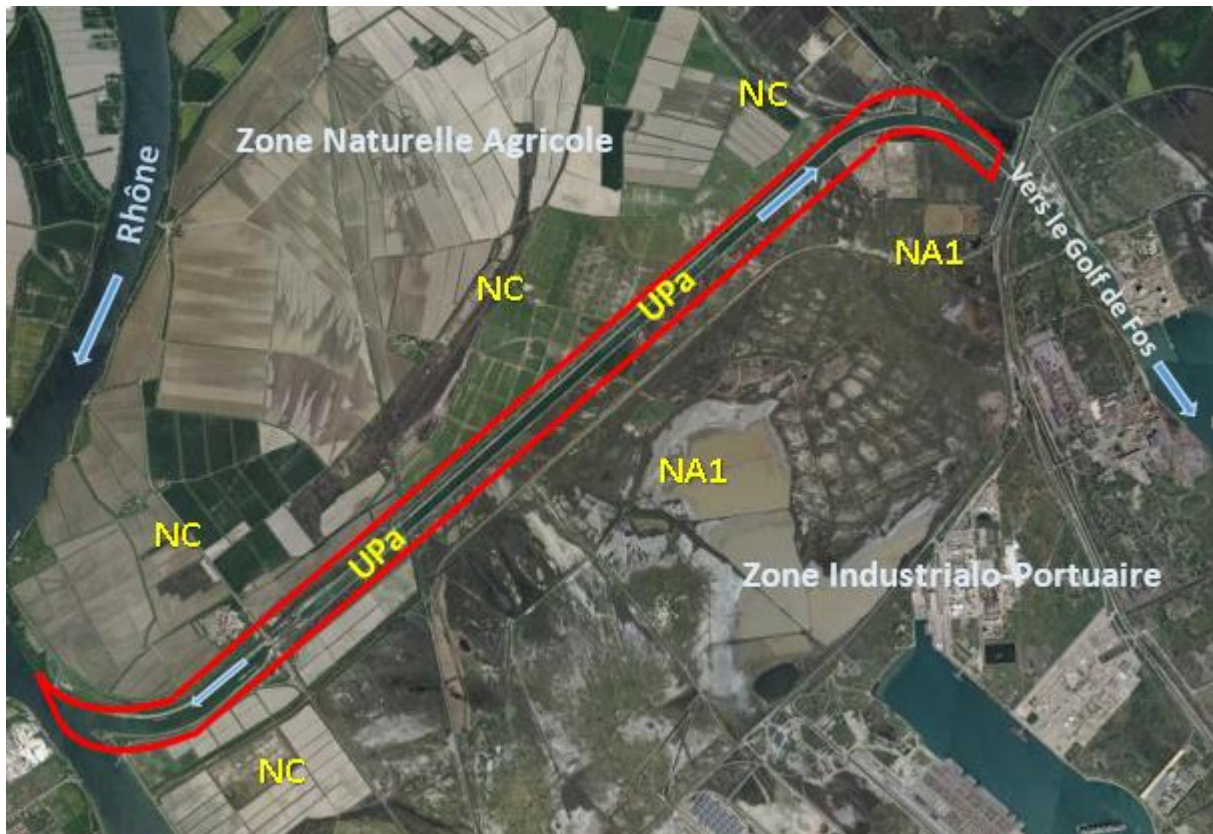 NC
Zone Naturelle Agricole
Rhône
Vers le Golf de Fos
NA1
NC
UPa
NA1
NC
UPa
Zone Industrialo-Portuaire
NC